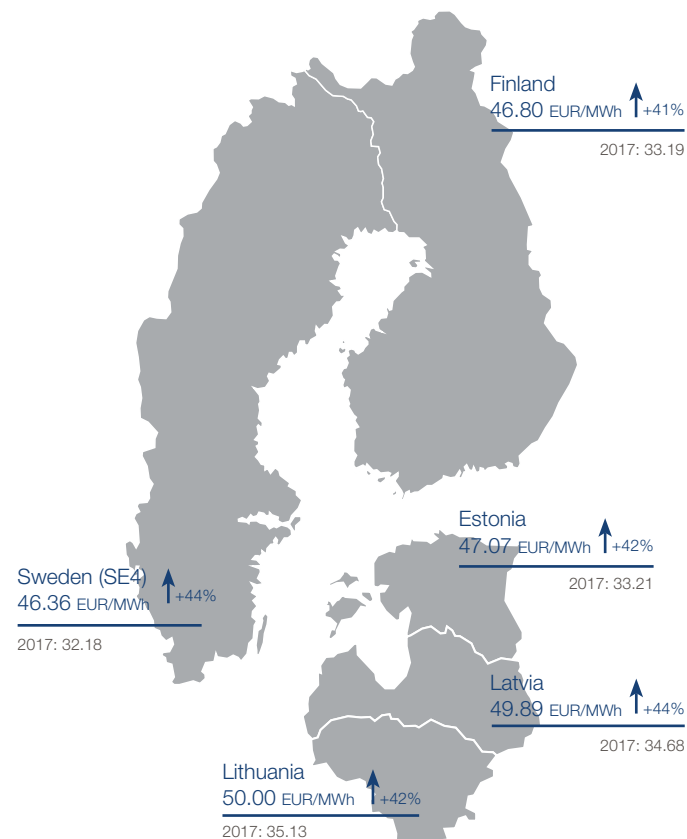 Finland
46.80 EUR/MWh +41%
2017: 33.19
Estonia
47.07 EUR/MWh +42%
2017: 33.21
Sweden (SE4)
46.36 EUR/MWh +44%
2017: 32.18
Latvia
49.89 EUR/MWh +44%
2017: 34.68
Lithuania
50.00 EUR/MWh +42%
2017: 35.13